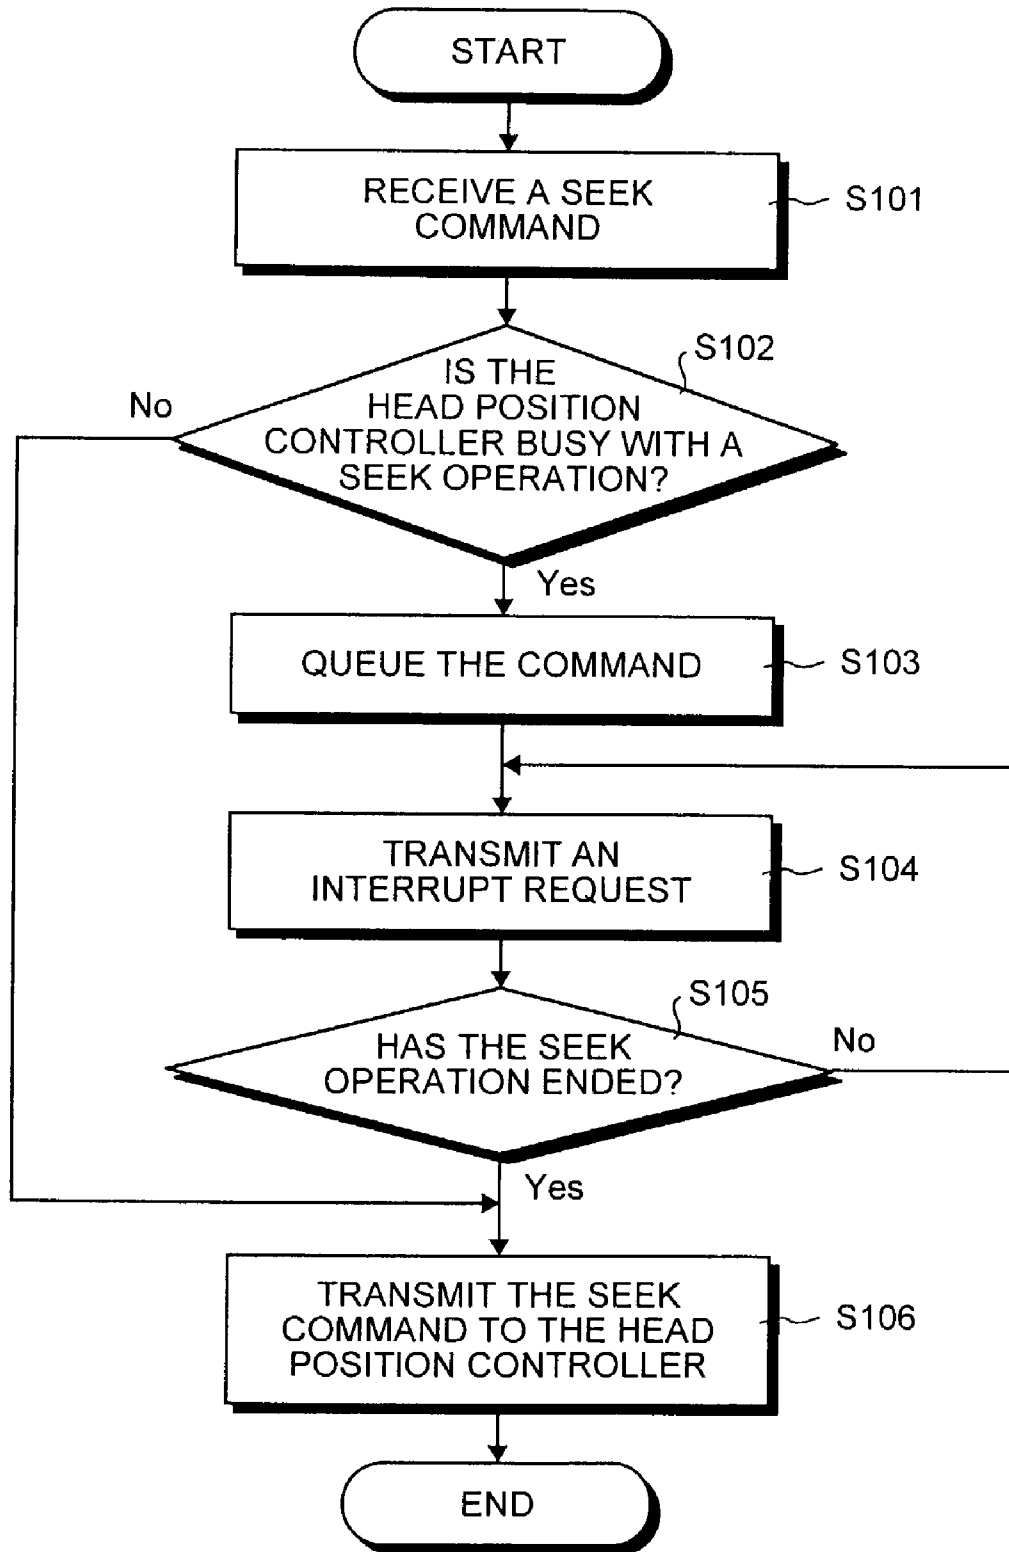 START
RECEIVE A SEEK
COMMAND
S101
S102
IS THE
HEAD POSITION
CONTROLLER BUSY WITH A
SEEK OPERATION?
No
Yes
QUEUE THE COMMAND
S103
TRANSMIT AN
INTERRUPT REQUEST
S104
S105
HAS THE SEEK
OPERATION ENDED?
No
Yes
TRANSMIT THE SEEK
COMMAND TO THE HEAD
POSITION CONTROLLER
S106
END